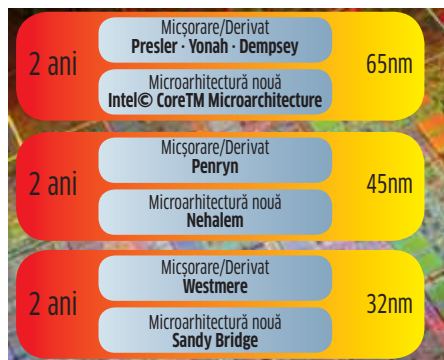 2 ani
Micșorare/Derivat
Presler · Yonah · Dempsey
65nm
Microarhitectură nouă
Intel© CoreTM Microarchitecture
2 ani
Micșorare/Derivat
Penryn
45nm
Microarhitectură nouă
Nehalem
2 ani
Micșorare/Derivat
Westmere
32nm
Microarhitectură nouă
Sandy Bridge